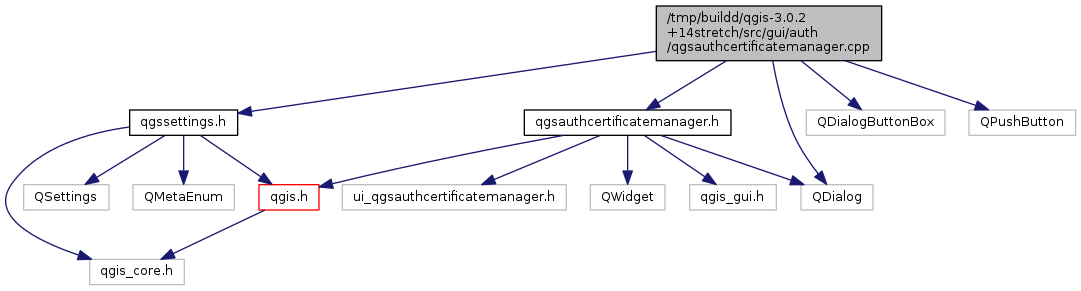 /tmp/buildd/qgis-3.0.2
+14stretch/src/gui/auth
/qgsauthcertificatemanager.cpp
qgssettings.h
qgsauthcertificatemanager.h
QDialogButtonBox
QPushButton
QSettings
QMetaEnum
qgis.h
ui_qgsauthcertificatemanager.h
QWidget
qgis_gui.h
QDialog
qgis_core.h